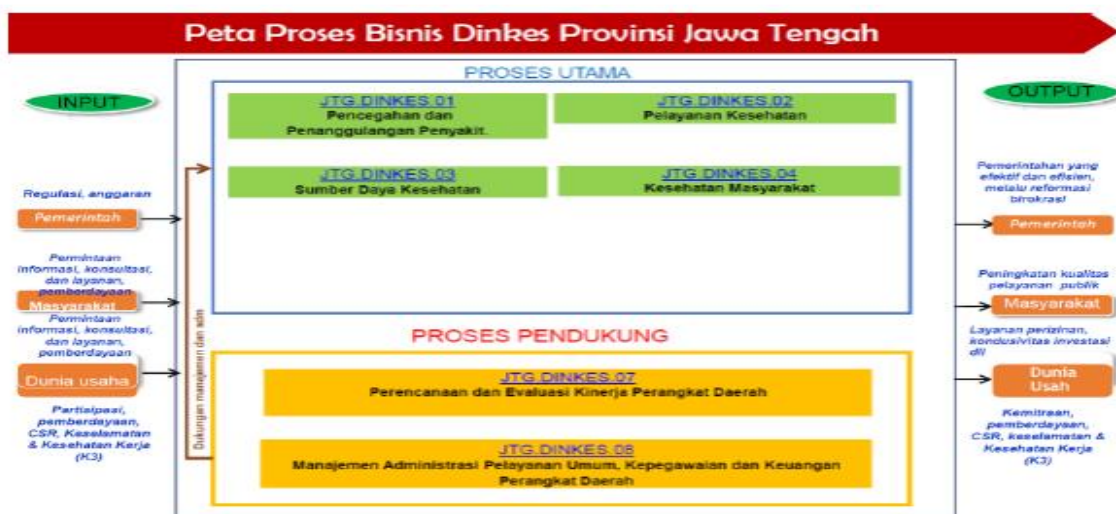 Peta Proses Bisnis Dinkes Provinsi Jawa Tengah
PROSES UTAMA
INPUT
OUTPUT
JTG.DINKES.01
Pencegahan dan
Penanggulangan Penyakit.
JTG.DINKES.02
Pelayanan Kesehatan
JTG.DINKES.03
Sumber Daya Kesehatan
JTG.DINKES.04
Kesehatan Masyarakat
Regulasi, anggaran
Pemerintah
Permintaan
informasi, konsultasi,
dan layanan,
pemberdayaan
Masyarakat
Permintaan
informasi, konsultasi,
dan layanan,
pemberdayaan
Dunia usaha
Partisipasi,
pemberdayaan,
CSR, Keselamatan
& Kesehatan Kerja
(K3)
Dukungan manajemen dan adm
PROSES PENDUKUNG
JTG.DINKES.07
Perencanaan dan Evaluasi Kinerja Perangkat Daerah
JTG.DINKES.08
Manajemen Administrasi Pelayanan Umum, Kepegawaian dan Keuangan
Perangkat Daerah
Pemerintahan yang
efektif dan efisien,
melalu reformasi
birokrasi
Pemerintah
Peningkatan kualitas
pelayanan publik
Masyarakat
Layanan perizinan,
kondusivitas investasi
dll
Dunia
Usah
Kemitraan,
pemberdayaan,
CSR, keselamatan &
Kesehatan Kerja
(K3)